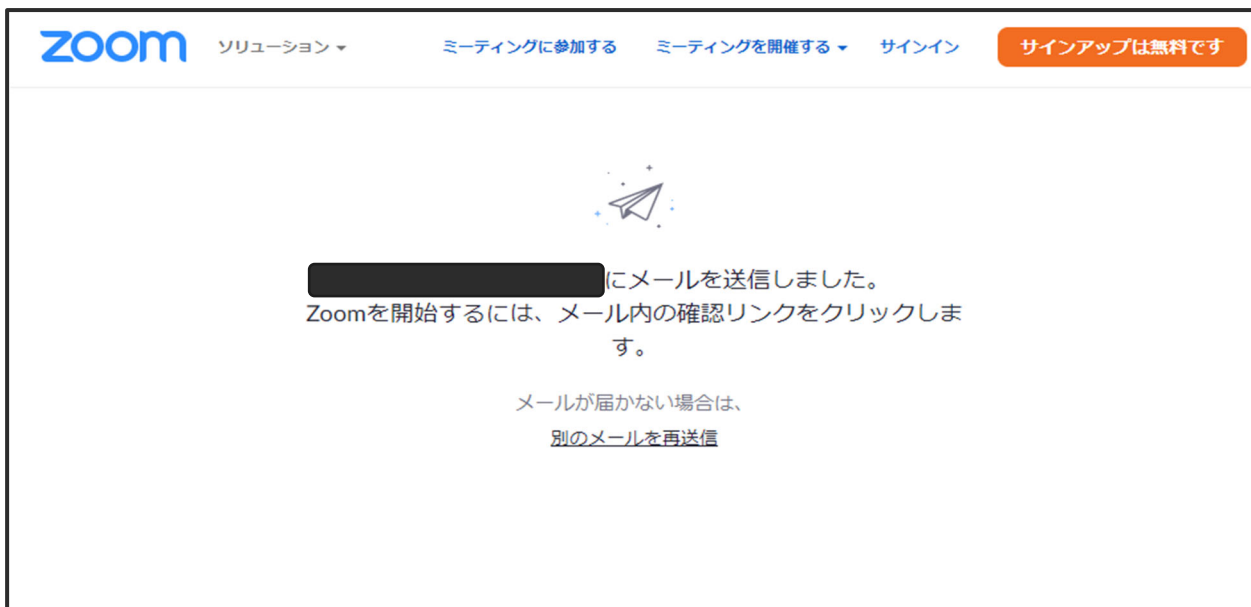 zoom ソリューション ミーティングに参加する ミーティングを開催する サインイン サインアップは無料です
にメールを送信しました。
Zoomを開始するには、メール内の確認リンクをクリックしま
す。
メールが届かない場合は、
別のメールを再送信